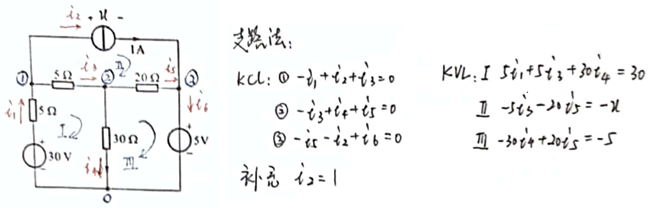 i₂ + u −
1A
① 5Ω i₃ ② 20Ω i₅ ③
II
i₁ 5Ω I 30Ω III 5V i₆
30V i₄
0
支路法:
KCL: ① -i₁+i₂+i₃=0
② -i₃+i₄+i₅=0
③ -i₅-i₂+i₆=0
补充 i₂=1
KVL: I 5i₁+5i₃+30i₄=30
II -5i₃-20i₅=-u
III -30i₄+20i₅=-5